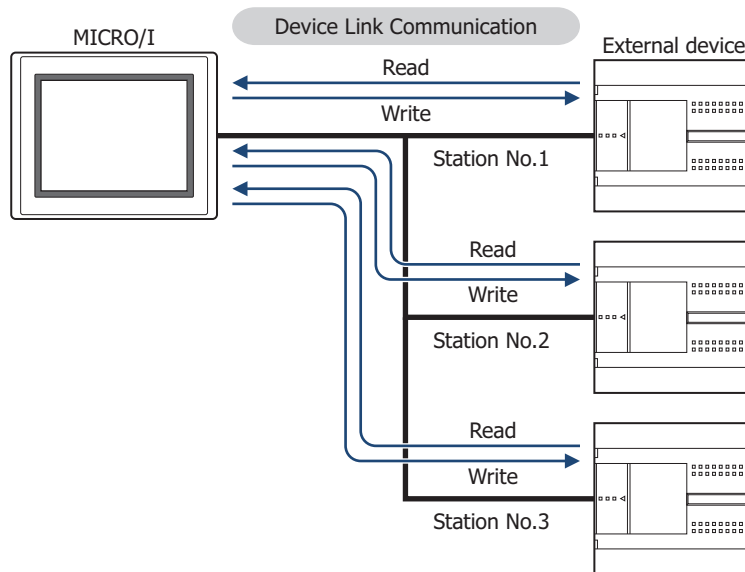 Device Link Communication
MICRO/I
External device
Read
Write
Station No.1
Read
Write
Station No.2
Read
Write
Station No.3